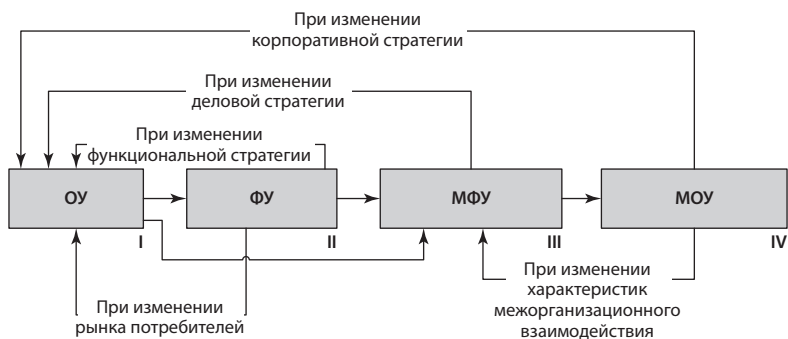 При изменении
корпоративной стратегии
При изменении
деловой стратегии
При изменении
функциональной стратегии
ОУ
ФУ
МФУ
МОУ
I
II
III
IV
При изменении
рынка потребителей
При изменении
характеристик
межорганизационного
взаимодействия